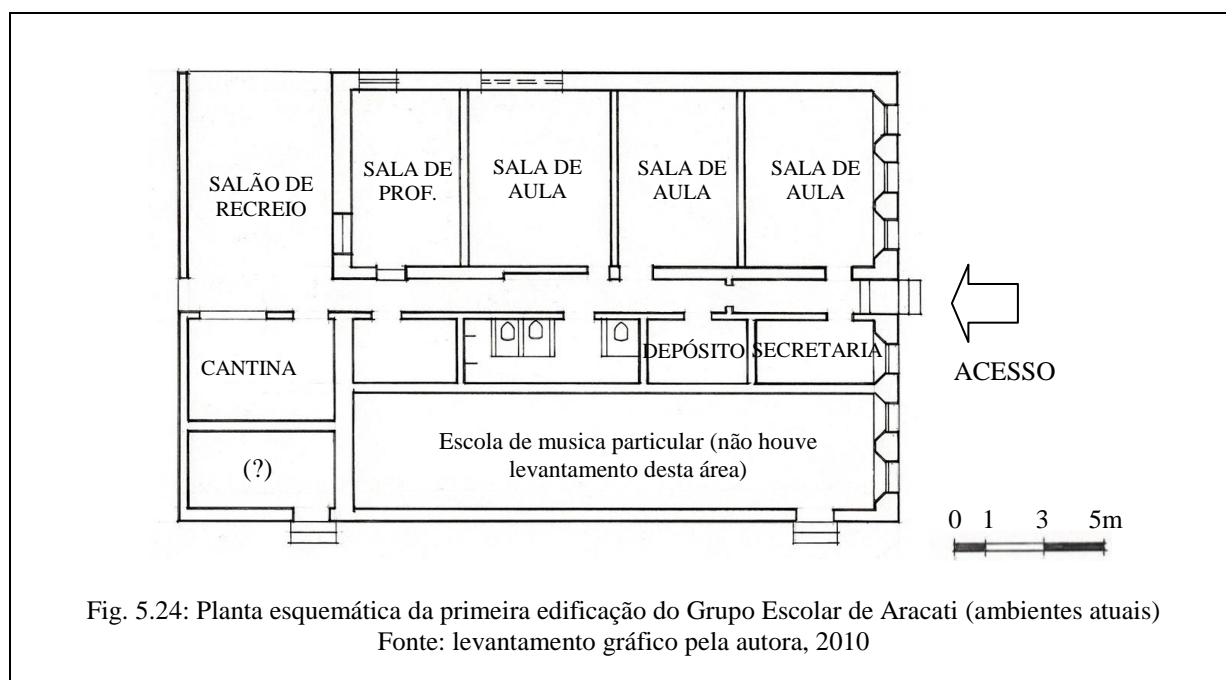 SALÃO DE
RECREIO
SALA DE
PROF.
SALA DE
AULA
SALA DE
AULA
SALA DE
AULA
CANTINA
DEPÓSITO
SECRETARIA
ACESSO
(?)
Escola de musica particular (não houve
levantamento desta área)
0 1 3 5m
Fig. 5.24: Planta esquemática da primeira edificação do Grupo Escolar de Aracati (ambientes atuais)
Fonte: levantamento gráfico pela autora, 2010